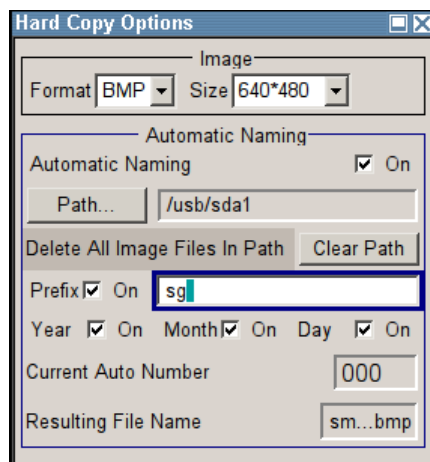 Hard Copy Options
Image
Format BMP Size 640*480
Automatic Naming
Automatic Naming On
Path... /usb/sda1
Delete All Image Files In Path Clear Path
Prefix On sg
Year On Month On Day On
Current Auto Number 000
Resulting File Name sm...bmp